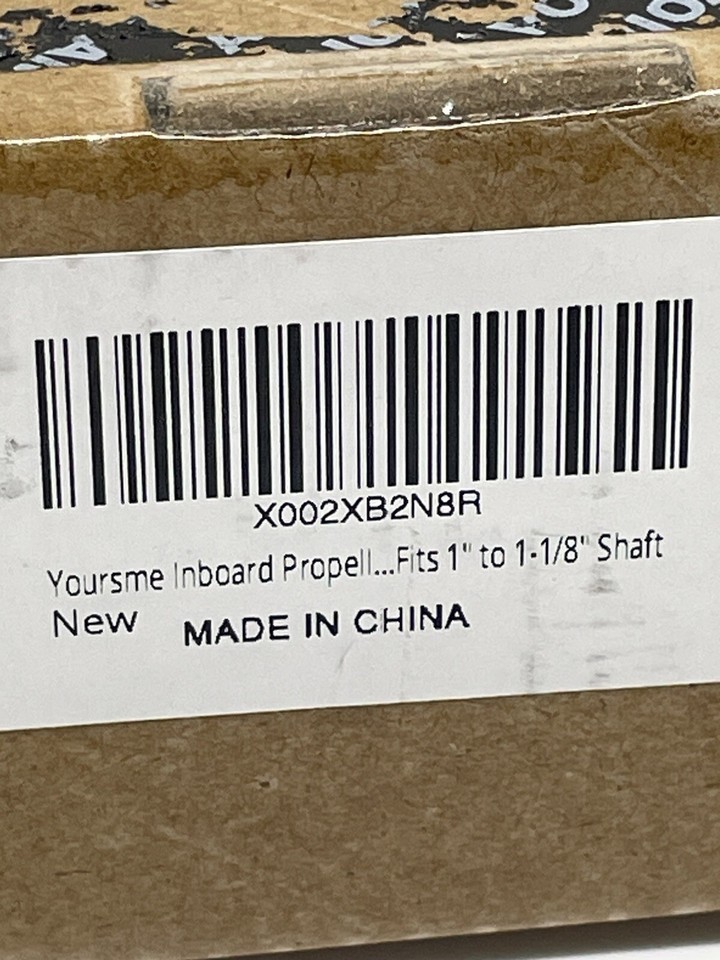 X002XB2N8R
Yoursme Inboard Propell...Fits 1" to 1-1/8" Shaft
New MADE IN CHINA